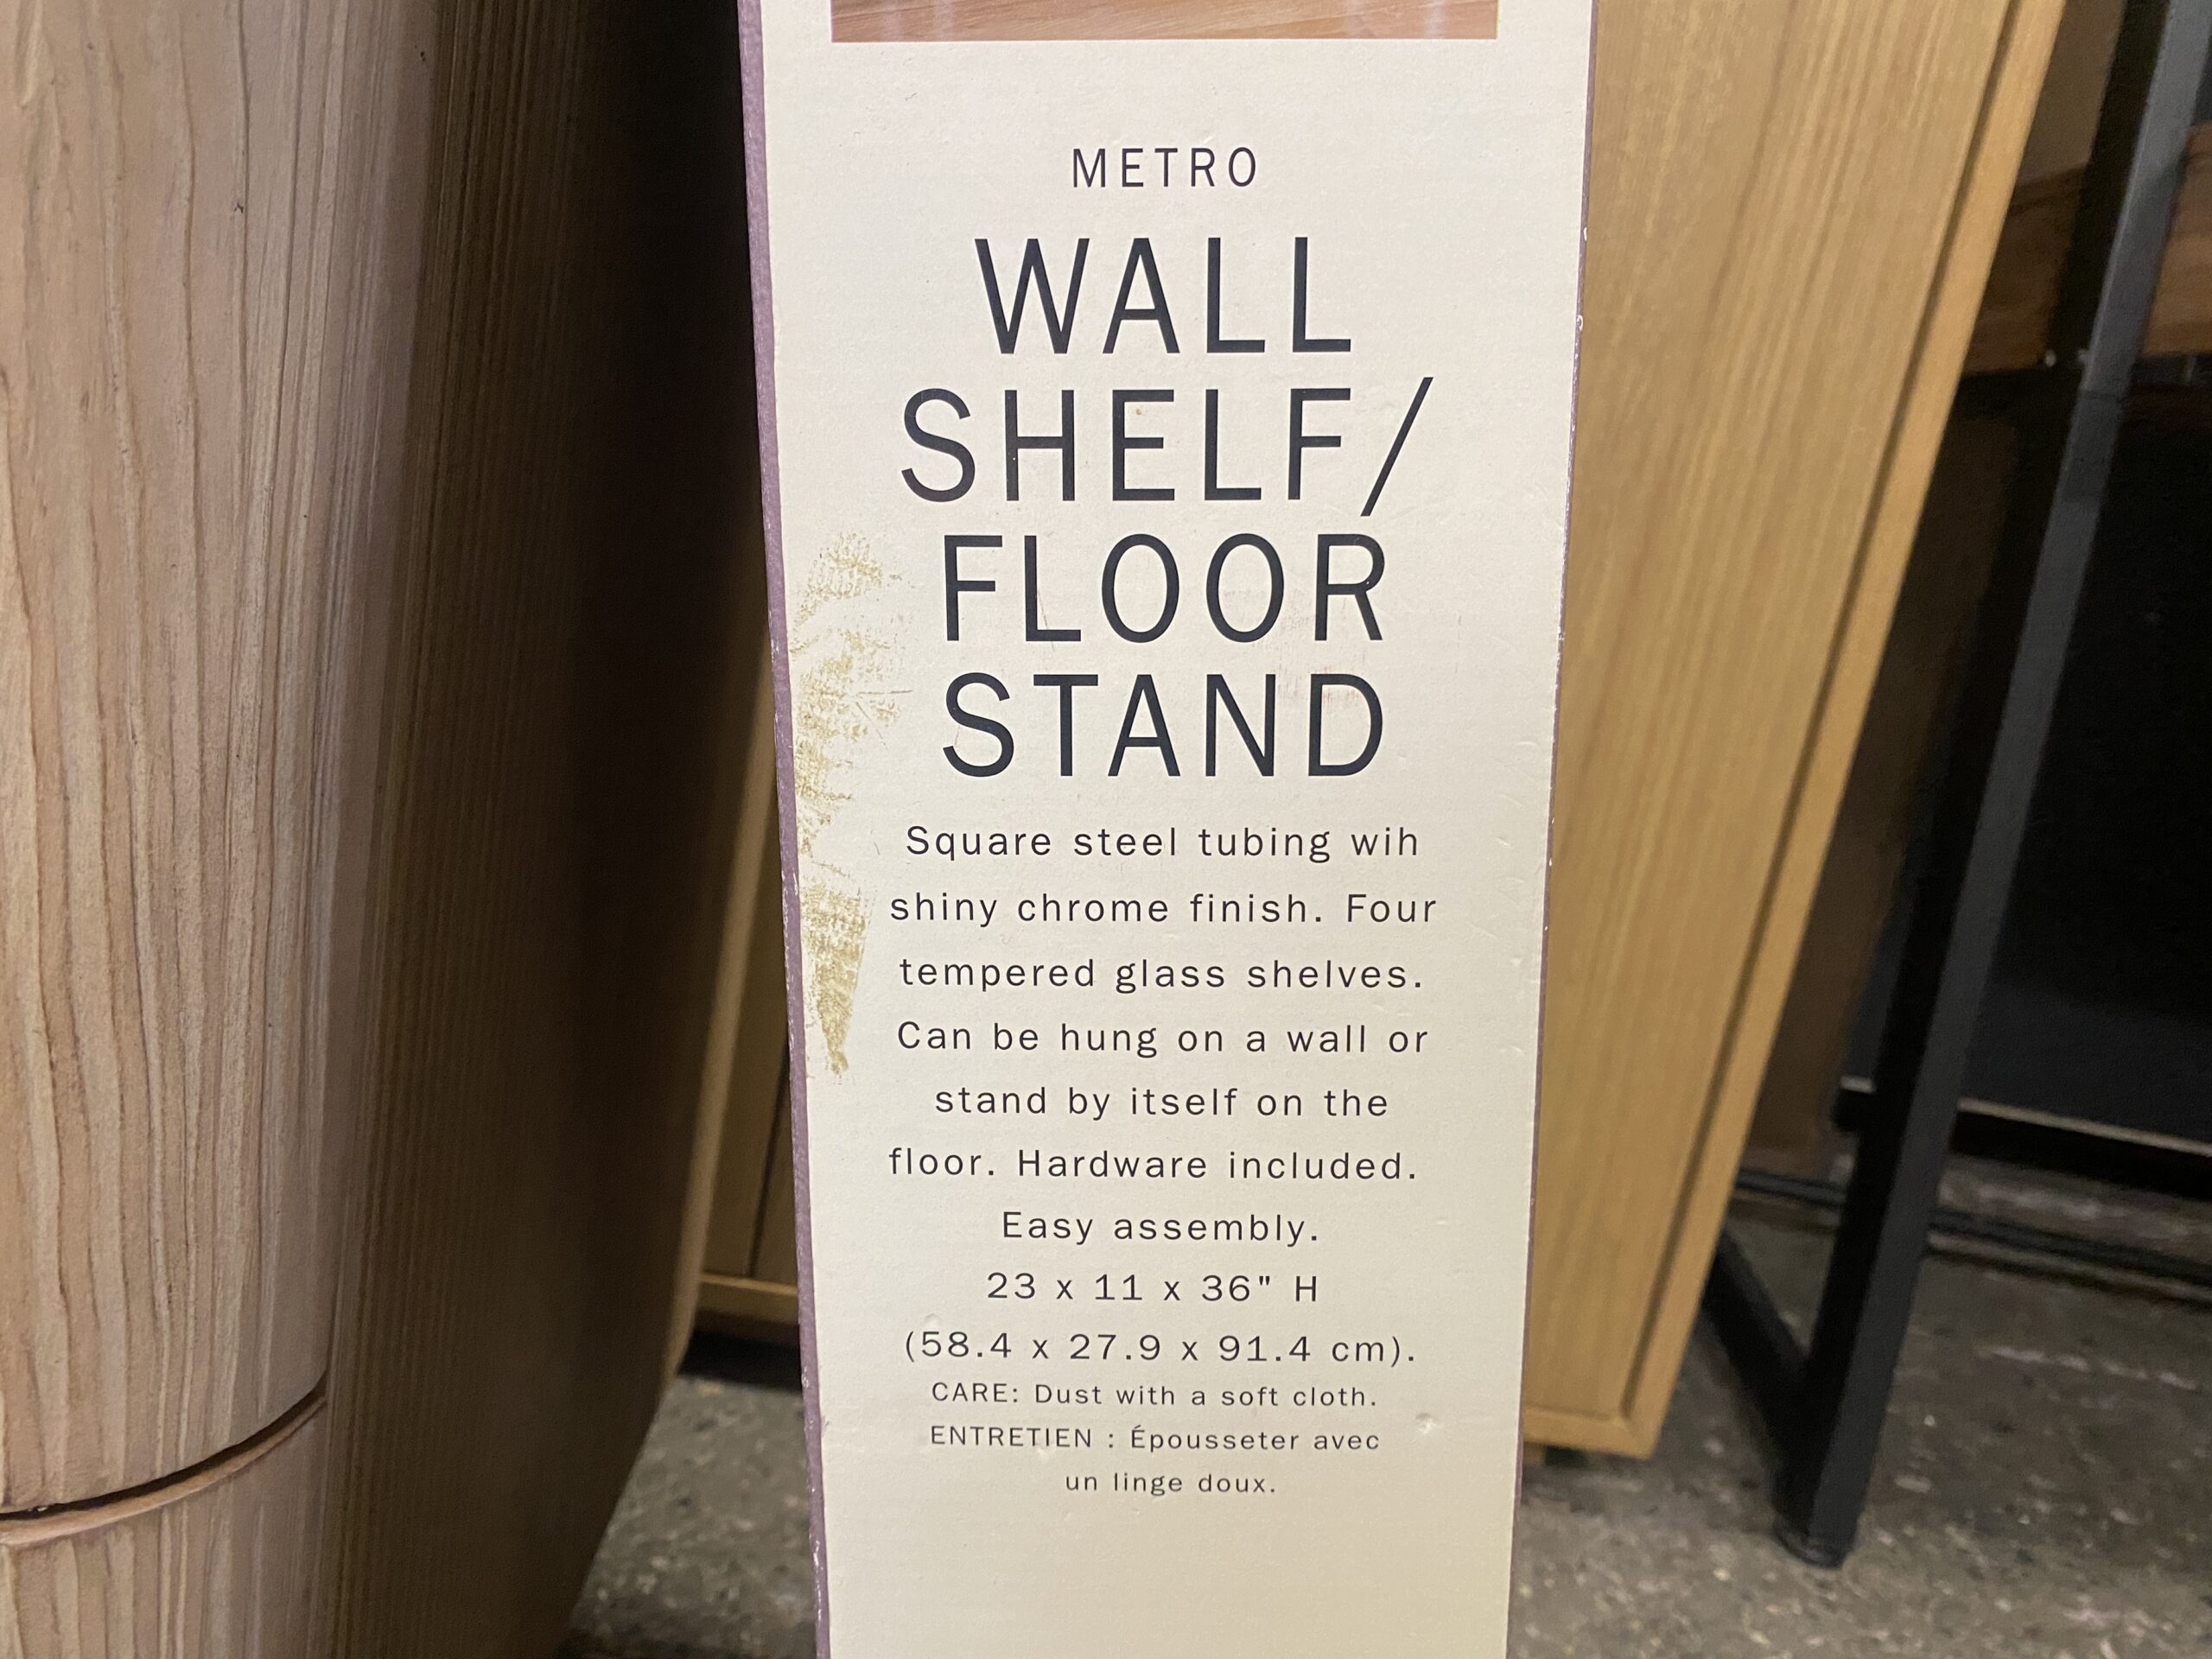 METRO
WALL
SHELF/
FLOOR
STAND
Square steel tubing wih
shiny chrome finish. Four
tempered glass shelves.
Can be hung on a wall or
stand by itself on the
floor. Hardware included.
Easy assembly.
23 x 11 x 36" H
(58.4 x 27.9 x 91.4 cm).
CARE: Dust with a soft cloth.
ENTRETIEN : Épousseter avec
un linge doux.